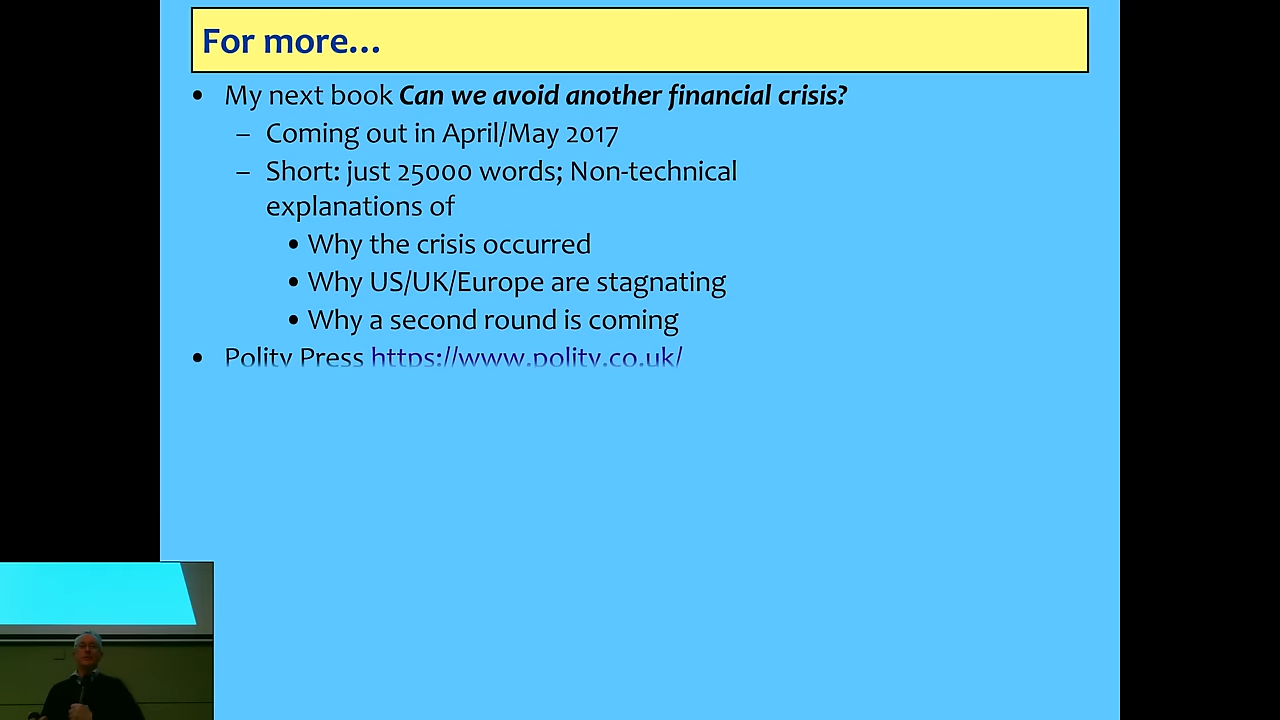 For more...
• My next book Can we avoid another financial crisis?
– Coming out in April/May 2017
– Short: just 25000 words; Non-technical
explanations of
• Why the crisis occurred
• Why US/UK/Europe are stagnating
• Why a second round is coming
• Polity Press https://www.polity.co.uk/